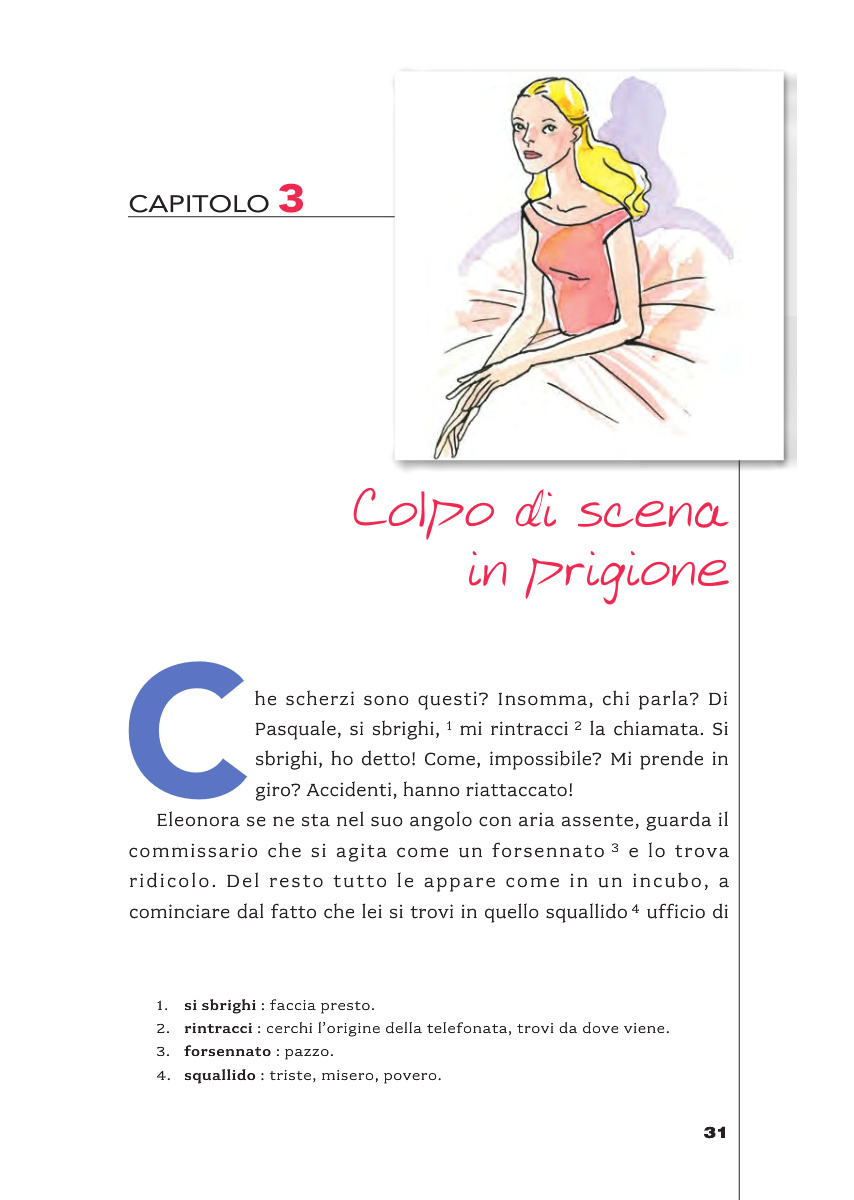 CAPITOLO 3
Colpo di scena
in prigione
Che scherzi sono questi? Insomma, chi parla? Di
Pasquale, si sbrighi, 1 mi rintracci 2 la chiamata. Si
sbrighi, ho detto! Come, impossibile? Mi prende in
giro? Accidenti, hanno riattaccato!
Eleonora se ne sta nel suo angolo con aria assente, guarda il
commissario che si agita come un forsennato 3 e lo trova
ridicolo. Del resto tutto le appare come in un incubo, a
cominciare dal fatto che lei si trovi in quello squallido 4 ufficio di
1. si sbrighi : faccia presto.
2. rintracci : cerchi l'origine della telefonata, trovi da dove viene.
3. forsennato : pazzo.
4. squallido : triste, misero, povero.
31